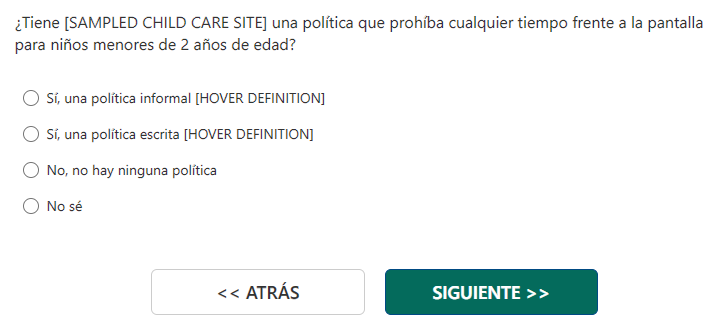 ¿Tiene [SAMPLED CHILD CARE SITE] una política que prohíba cualquier tiempo frente a la pantalla
para niños menores de 2 años de edad?
Sí, una política informal [HOVER DEFINITION]
Sí, una política escrita [HOVER DEFINITION]
No, no hay ninguna política
No sé
<< ATRÁS
SIGUIENTE >>